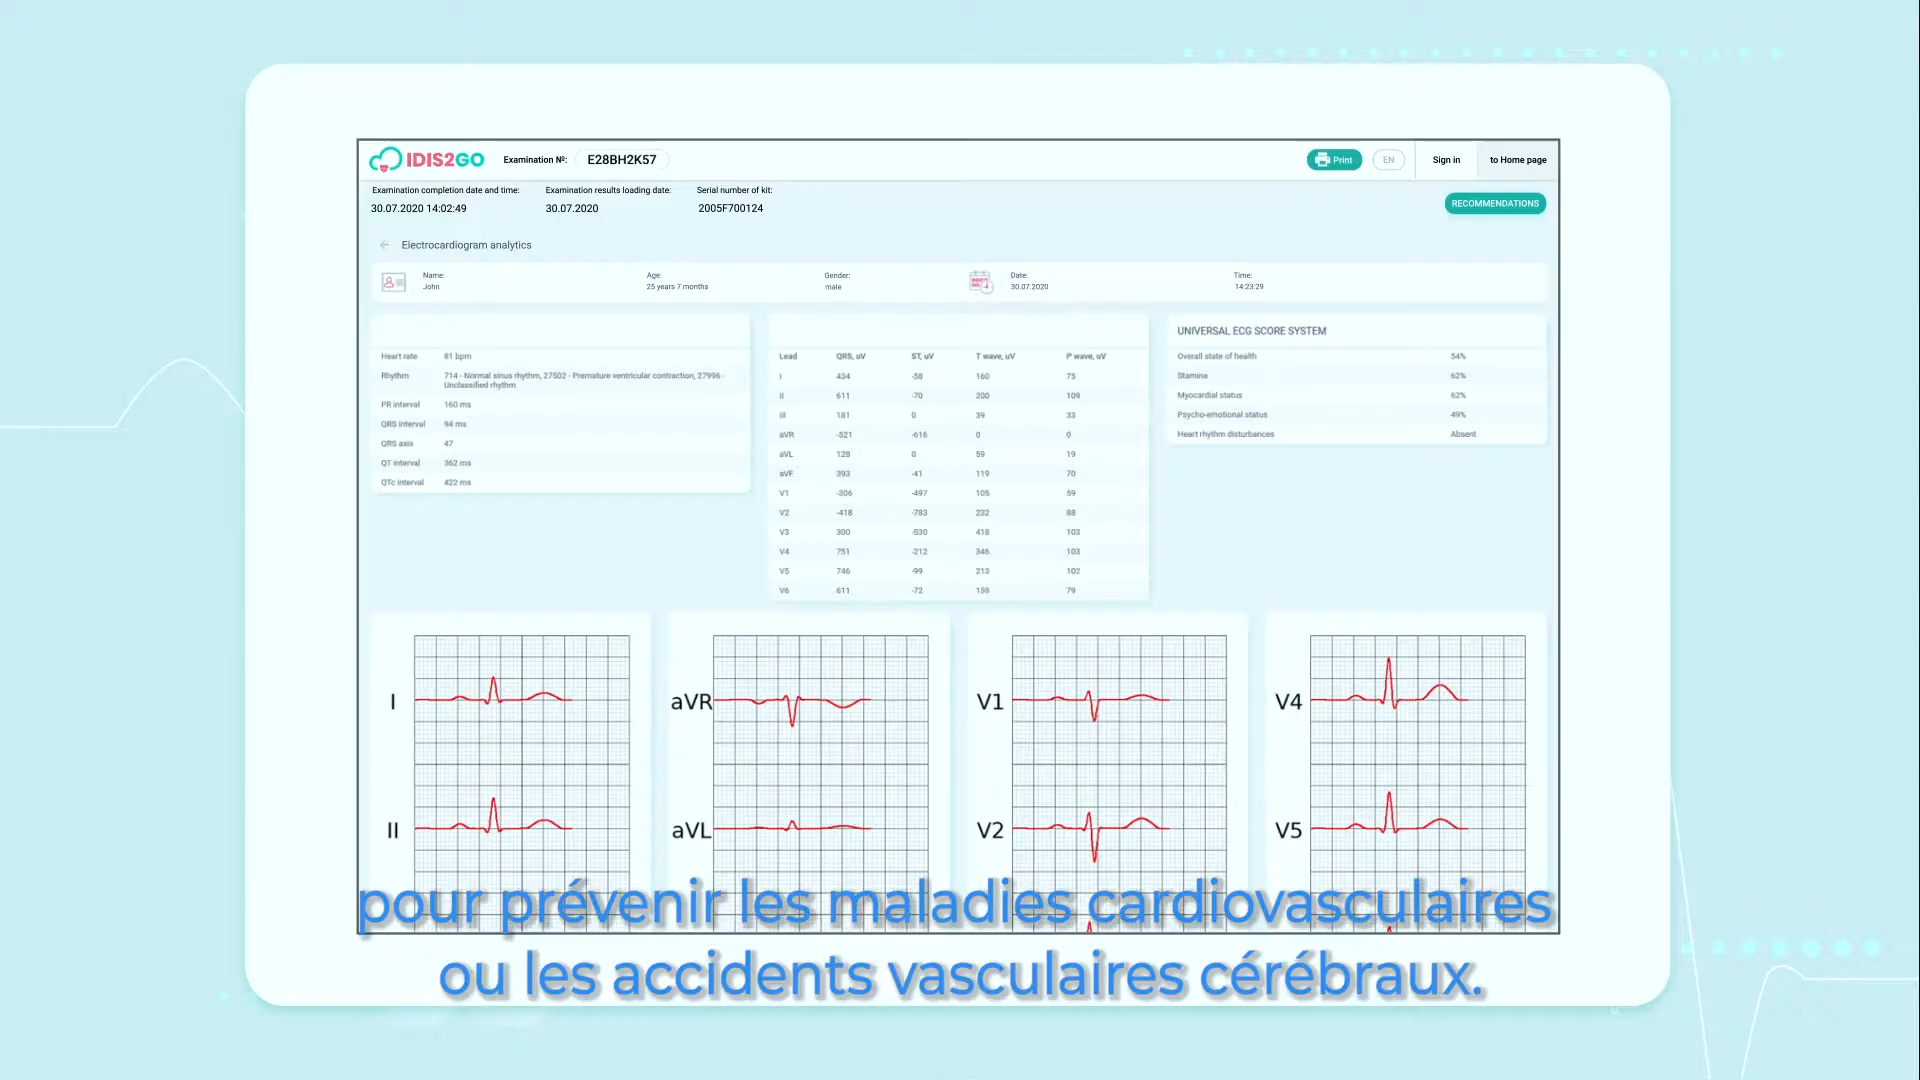 IDIS2GO Examination №: E28BH2K57 Print EN Sign in to Home page
Examination completion date and time: Examination results loading date: Serial number of kit:
30.07.2020 14:02:49 30.07.2020 2005F700124
RECOMMENDATIONS
Electrocardiogram analytics
Name: Age: Gender: Date: Time:
John 25 years 7 months male 30.07.2020 14:23:29
Heart rate 81 bpm
Rhythm 714 - Normal sinus rhythm, 27502 - Premature ventricular contraction, 27996 -
Unclassified rhythm
PR interval 160 ms
QRS interval 94 ms
QRS axis 47
QT interval 362 ms
QTc interval 422 ms
Lead QRS, uV ST, uV T wave, uV P wave, uV
I 434 -58 160 75
II 611 -70 200 109
III 181 0 39 33
aVR -521 -616 0 0
aVL 128 0 59 19
aVF 393 -41 119 70
V1 -306 -497 105 59
V2 -418 -783 232 88
V3 300 -530 418 103
V4 751 -212 346 103
V5 746 -99 213 102
V6 611 -72 159 79
UNIVERSAL ECG SCORE SYSTEM
Overall state of health 54%
Stamina 62%
Myocardial status 62%
Psycho-emotional status 49%
Heart rhythm disturbances Absent
I aVR V1 V4
II aVL V2 V5
pour prévenir les maladies cardiovasculaires
ou les accidents vasculaires cérébraux.